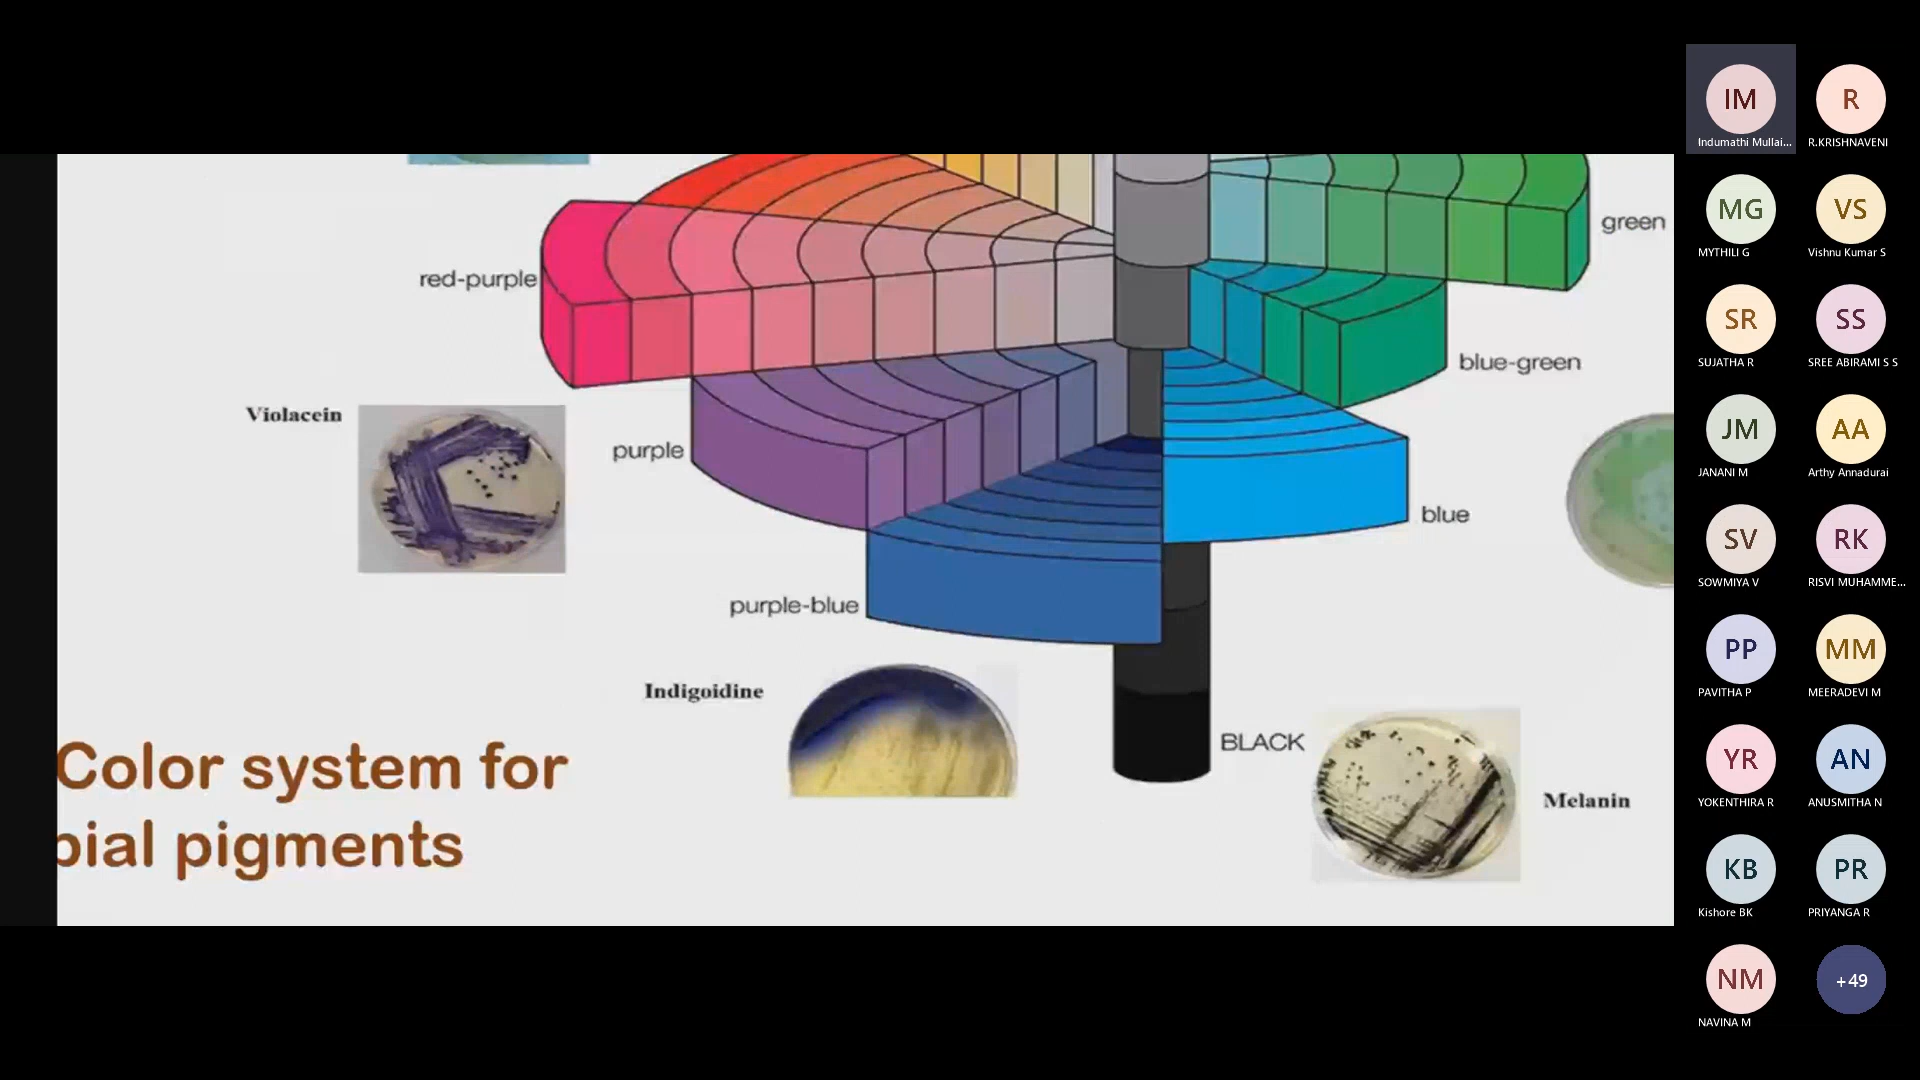 green
red-purple
blue-green
Violacein
purple
blue
purple-blue
Indigoidine
BLACK
Melanin
Color system for
bial pigments
IM
Indumathi Mullai...
R
R.KRISHNAVENI
MG
MYTHILI G
VS
Vishnu Kumar S
SR
SUJATHA R
SS
SREE ABIRAMI S S
JM
JANANI M
AA
Arthy Annadurai
SV
SOWMIYA V
RK
RISVI MUHAMME...
PP
PAVITHA P
MM
MEERADEVI M
YR
YOKENTHIRA R
AN
ANUSMITHA N
KB
Kishore BK
PR
PRIYANGA R
NM
NAVINA M
+49